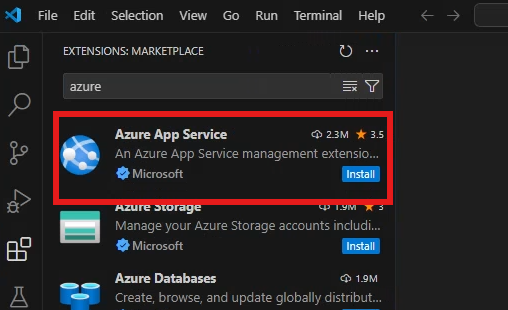 File Edit Selection View Go Run Terminal Help
EXTENSIONS: MARKETPLACE
azure
Azure App Service 2.3M 3.5
An Azure App Service management extensio...
Microsoft Install
Azure Storage 1.9M 3
Manage your Azure Storage accounts includi...
Microsoft Install
Azure Databases 1.9M
Create, browse, and update globally distribut...